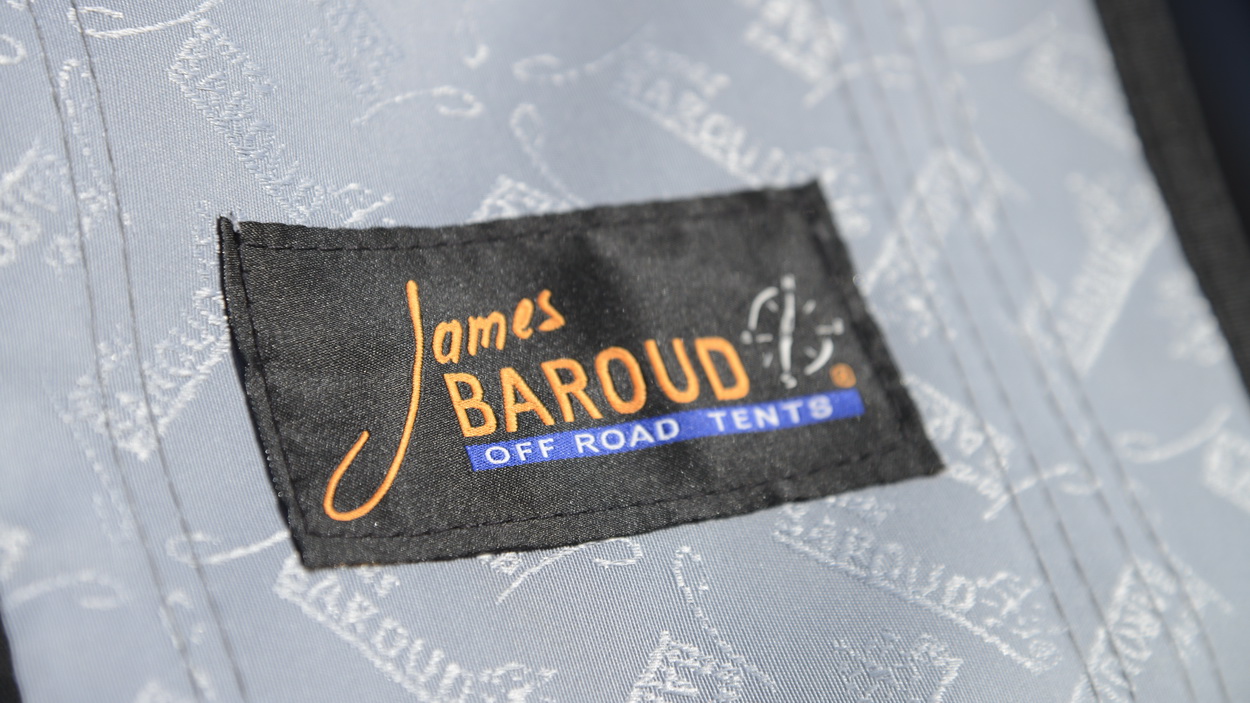 James
BAROUD
®
OFF ROAD TENTS